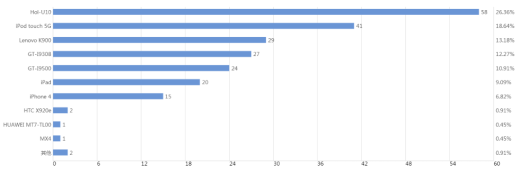 Hol-U10 58 26.36%
iPod touch 5G 41 18.64%
Lenovo K900 29 13.18%
GT-I9308 27 12.27%
GT-I9500 24 10.91%
iPad 20 9.09%
iPhone 4 15 6.82%
HTC X920e 2 0.91%
HUAWEI MT7-TL00 1 0.45%
MX4 1 0.45%
其他 2 0.91%
0 6 12 18 24 30 36 42 48 54 60